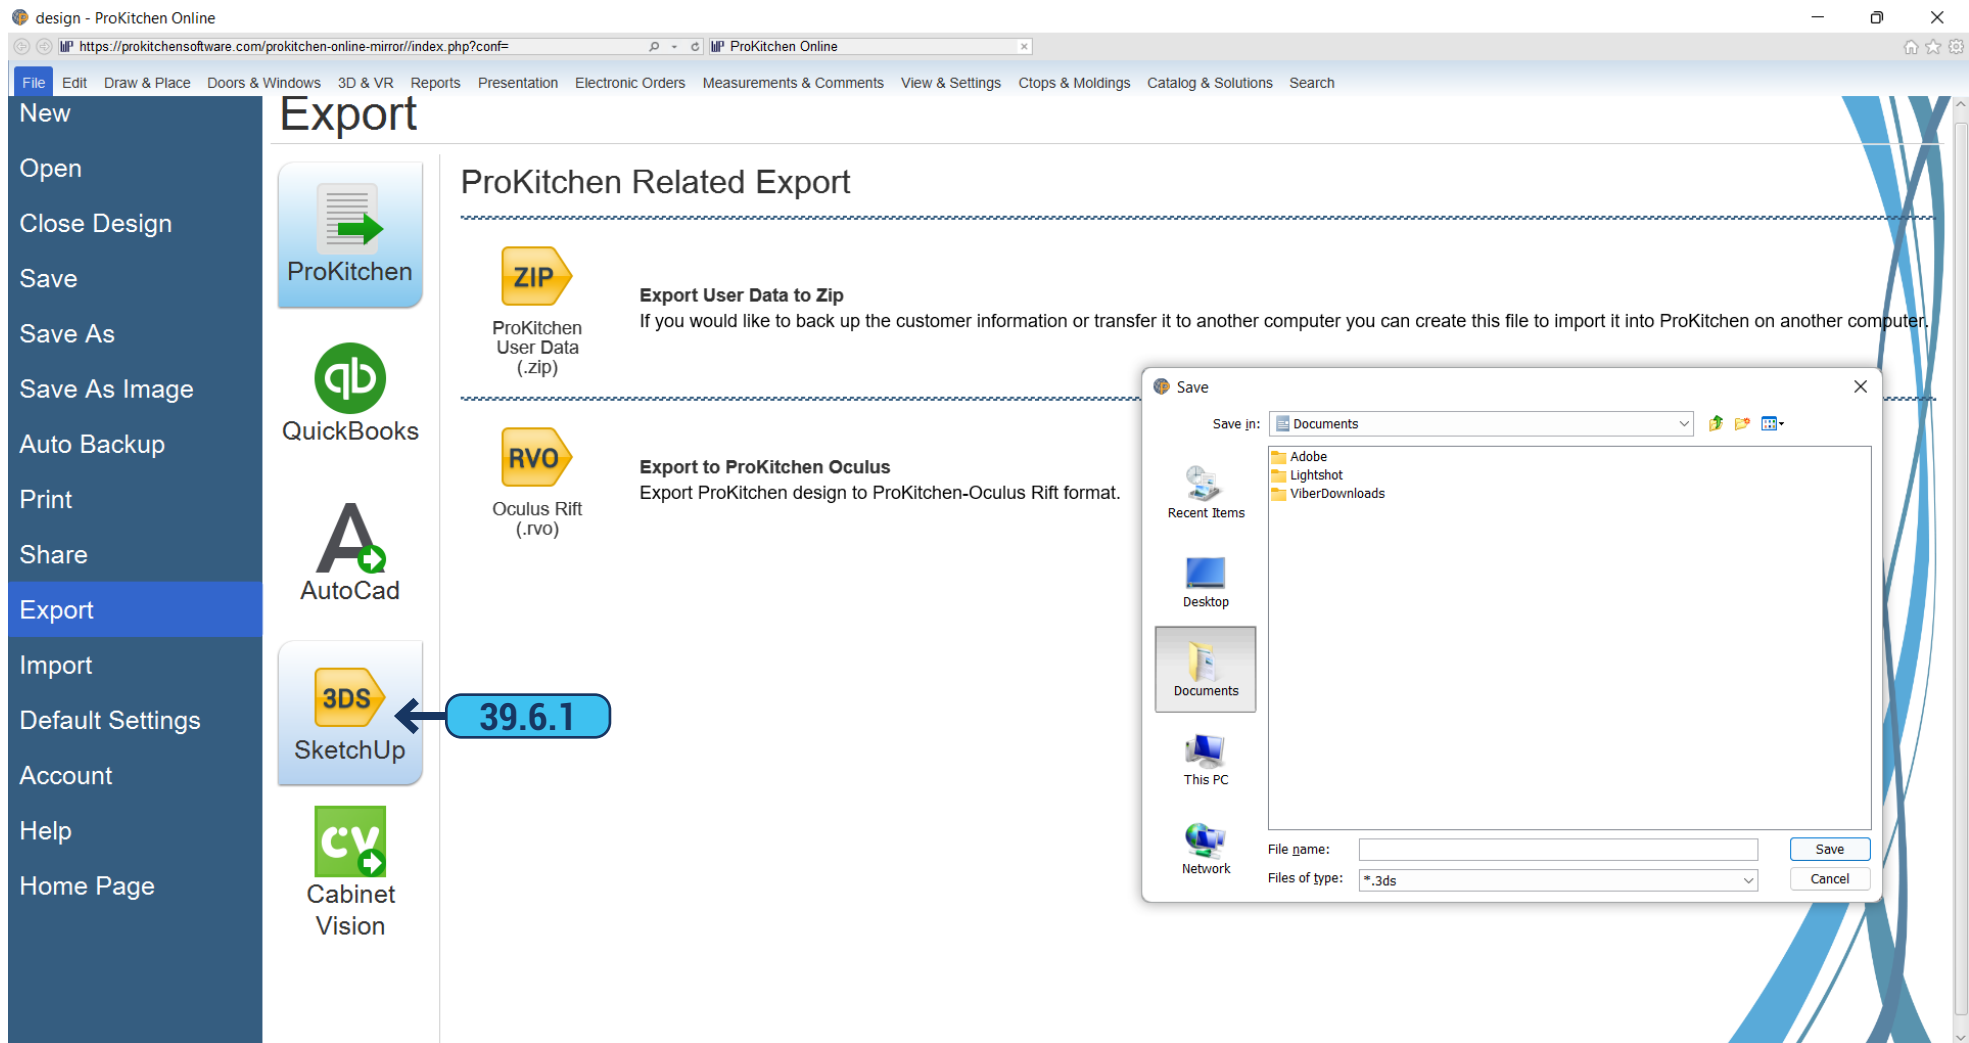 design - ProKitchen Online
https://prokitchensoftware.com/prokitchen-online-mirror//index.php?conf=
ProKitchen Online
File Edit Draw & Place Doors & Windows 3D & VR Reports Presentation Electronic Orders Measurements & Comments View & Settings Ctops & Moldings Catalog & Solutions Search
New
Open
Close Design
Save
Save As
Save As Image
Auto Backup
Print
Share
Export
Import
Default Settings
Account
Help
Home Page
Export
ProKitchen
qb
QuickBooks
A
AutoCad
3DS
SketchUp
39.6.1
CV
Cabinet
Vision
ProKitchen Related Export
ZIP
ProKitchen
User Data
(.zip)
Export User Data to Zip
If you would like to back up the customer information or transfer it to another computer you can create this file to import it into ProKitchen on another computer.
RVO
Oculus Rift
(.rvo)
Export to ProKitchen Oculus
Export ProKitchen design to ProKitchen-Oculus Rift format.
Save
Save in: Documents
Recent Items
Desktop
Documents
This PC
Network
Adobe
Lightshot
ViberDownloads
File name:
Save
Files of type: *.3ds
Cancel